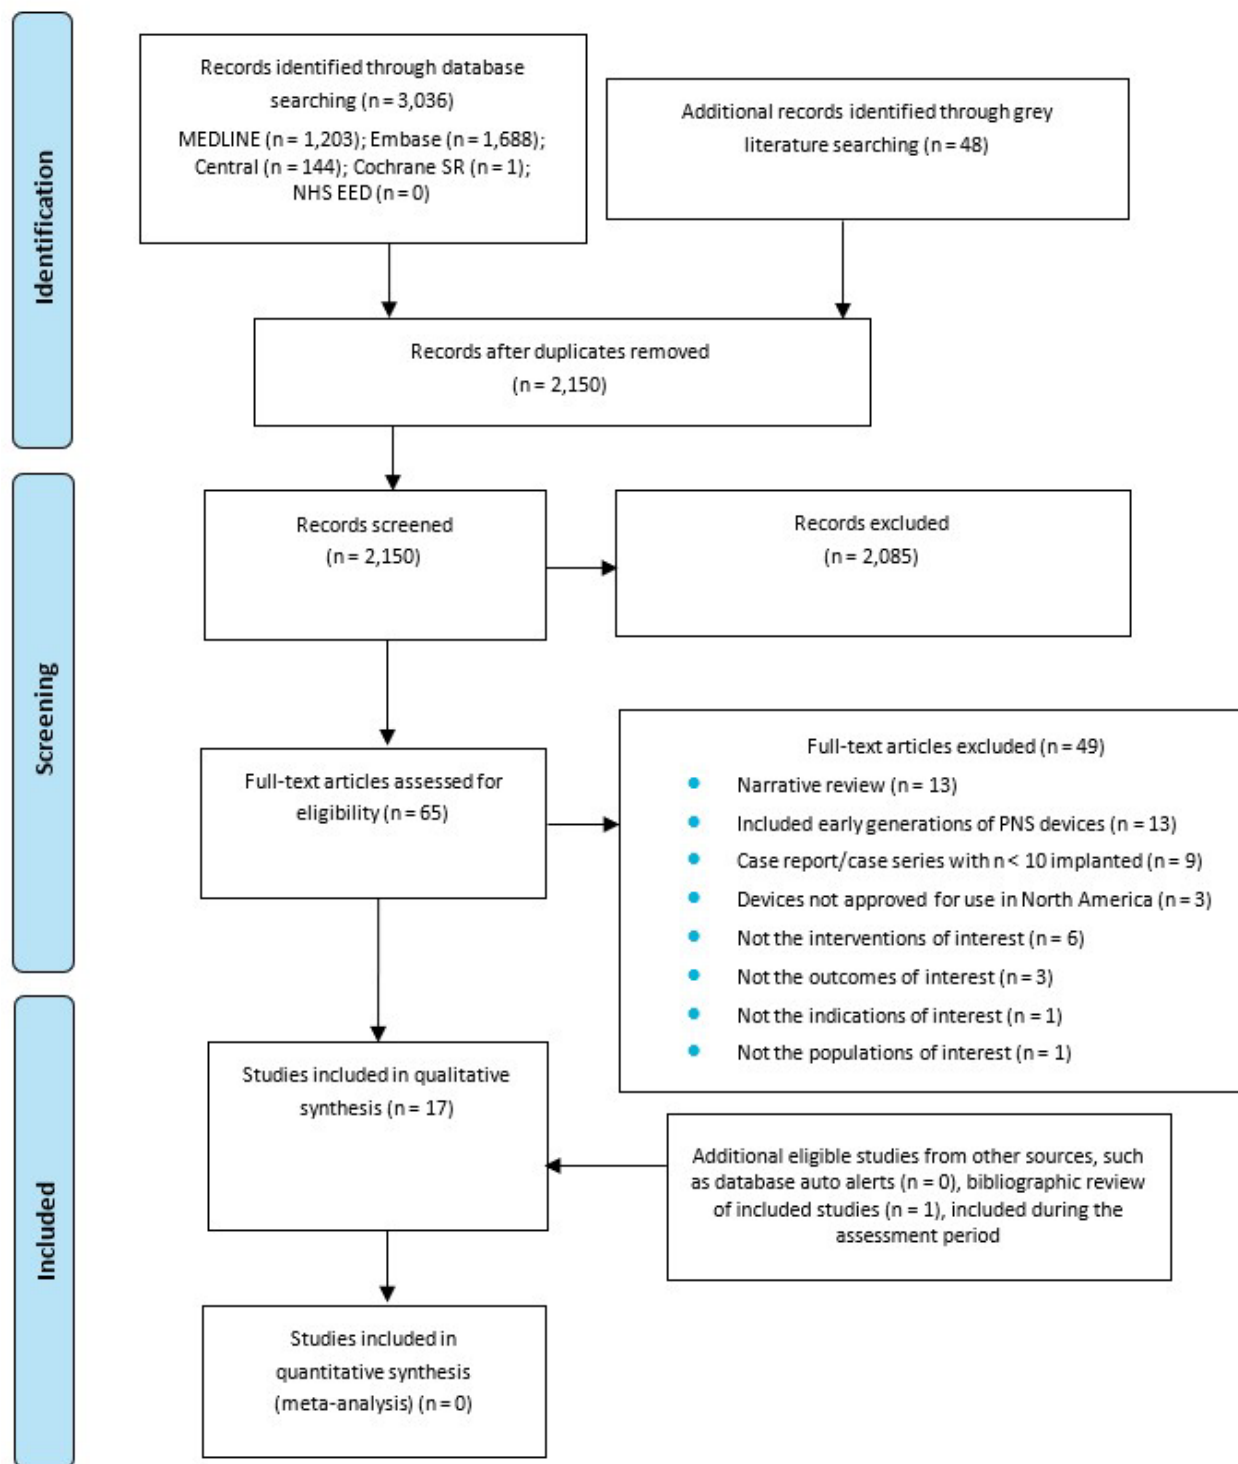 Identification
Records identified through database
searching (n = 3,036)
MEDLINE (n = 1,203); Embase (n = 1,688);
Central (n = 144); Cochrane SR (n = 1);
NHS EED (n = 0)
Additional records identified through grey
literature searching (n = 48)
Records after duplicates removed
(n = 2,150)
Screening
Records screened
(n = 2,150)
Records excluded
(n = 2,085)
Full-text articles assessed for
eligibility (n = 65)
Full-text articles excluded (n = 49)
• Narrative review (n = 13)
• Included early generations of PNS devices (n = 13)
• Case report/case series with n < 10 implanted (n = 9)
• Devices not approved for use in North America (n = 3)
• Not the interventions of interest (n = 6)
• Not the outcomes of interest (n = 3)
• Not the indications of interest (n = 1)
• Not the populations of interest (n = 1)
Included
Studies included in qualitative
synthesis (n = 17)
Additional eligible studies from other sources, such
as database auto alerts (n = 0), bibliographic review
of included studies (n = 1), included during the
assessment period
Studies included in
quantitative synthesis
(meta-analysis) (n = 0)